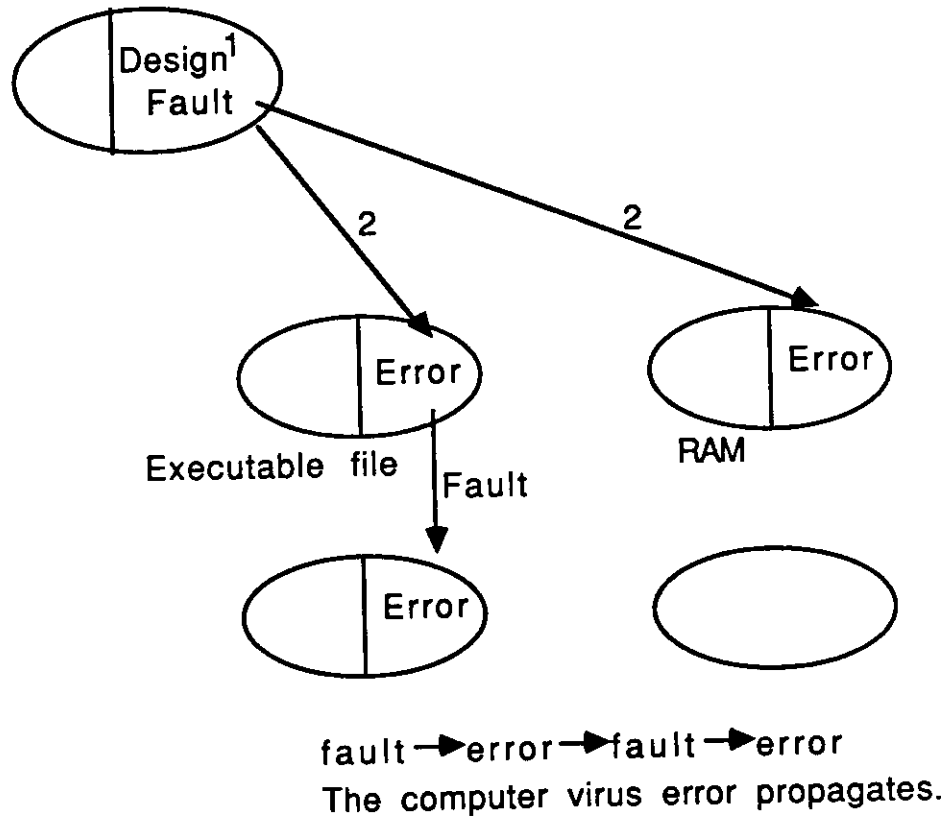 Design1
Fault
2
2
Error
Error
Executable file
RAM
Fault
Error
fault→error→fault→error
The computer virus error propagates.